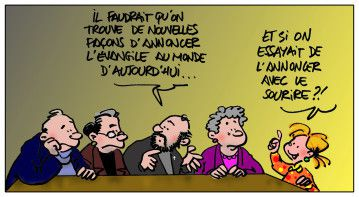 IL FAUDRAIT QU'ON
TROUVE DE NOUVELLES
FAÇONS D'ANNONCER
L'ÉVANGILE AU MONDE
D'AUJOURD'HUI...
ET SI ON
ESSAYAIT DE
L'ANNONCER
AVEC LE
SOURIRE?!